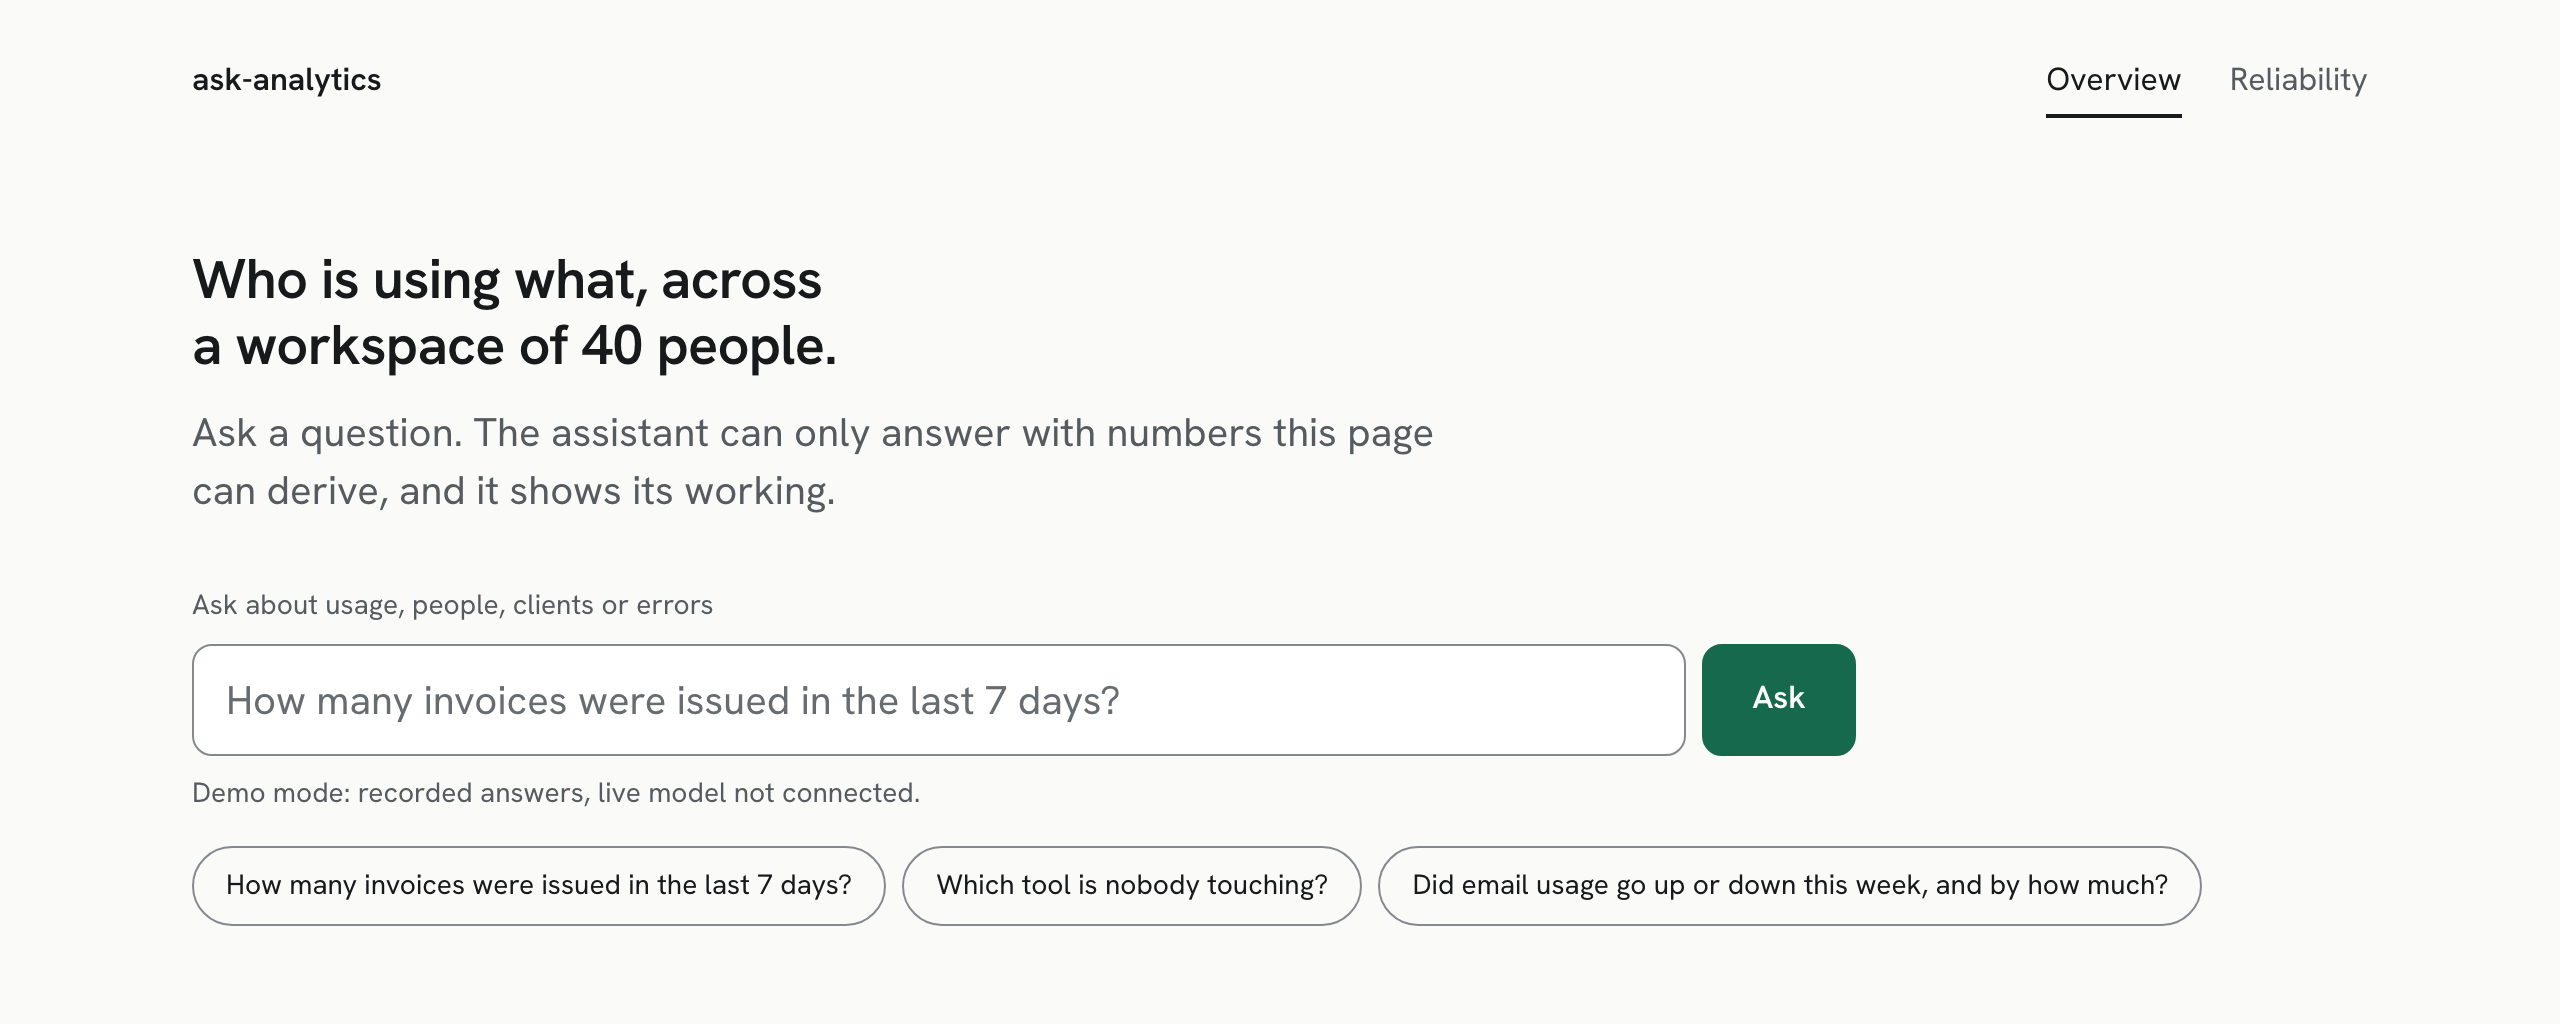 ask-analytics
Overview
Reliability
Who is using what, across
a workspace of 40 people.
Ask a question. The assistant can only answer with numbers this page
can derive, and it shows its working.
Ask about usage, people, clients or errors
How many invoices were issued in the last 7 days?
Ask
Demo mode: recorded answers, live model not connected.
How many invoices were issued in the last 7 days?
Which tool is nobody touching?
Did email usage go up or down this week, and by how much?